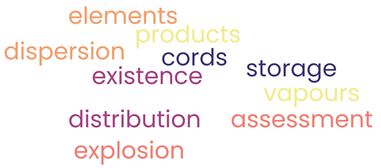 elements
products
dispersion
cords
existence
storage
vapours
distribution
assessment
explosion